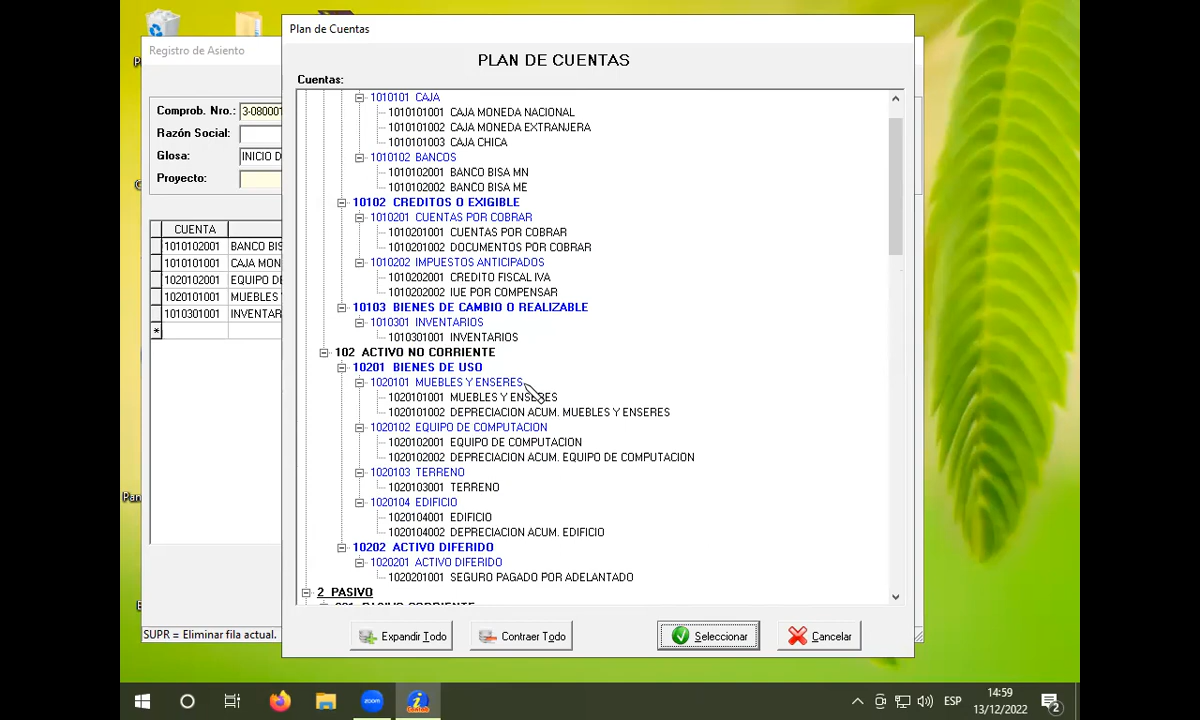 Registro de Asiento
Plan de Cuentas
PLAN DE CUENTAS
Cuentas:
Comprob. Nro.: 3-080001
Razón Social:
Glosa: INICIO D
Proyecto:
CUENTA
1010102001 BANCO BIS
1010101001 CAJA MON
1020102001 EQUIPO DE
1020101001 MUEBLES
1010301001 INVENTAR
*
1010101 CAJA
1010101001 CAJA MONEDA NACIONAL
1010101002 CAJA MONEDA EXTRANJERA
1010101003 CAJA CHICA
1010102 BANCOS
1010102001 BANCO BISA MN
1010102002 BANCO BISA ME
10102 CREDITOS O EXIGIBLE
1010201 CUENTAS POR COBRAR
1010201001 CUENTAS POR COBRAR
1010201002 DOCUMENTOS POR COBRAR
1010202 IMPUESTOS ANTICIPADOS
1010202001 CREDITO FISCAL IVA
1010202002 IUE POR COMPENSAR
10103 BIENES DE CAMBIO O REALIZABLE
1010301 INVENTARIOS
1010301001 INVENTARIOS
102 ACTIVO NO CORRIENTE
10201 BIENES DE USO
1020101 MUEBLES Y ENSERES
1020101001 MUEBLES Y ENSERES
1020101002 DEPRECIACION ACUM. MUEBLES Y ENSERES
1020102 EQUIPO DE COMPUTACION
1020102001 EQUIPO DE COMPUTACION
1020102002 DEPRECIACION ACUM. EQUIPO DE COMPUTACION
1020103 TERRENO
1020103001 TERRENO
1020104 EDIFICIO
1020104001 EDIFICIO
1020104002 DEPRECIACION ACUM. EDIFICIO
10202 ACTIVO DIFERIDO
1020201 ACTIVO DIFERIDO
1020201001 SEGURO PAGADO POR ADELANTADO
2 PASIVO
201 PASIVO CORRIENTE
Expandir Todo
Contraer Todo
Seleccionar
Cancelar
SUPR = Eliminar fila actual.
Pan
zoom
ESP
14:59
13/12/2022
2